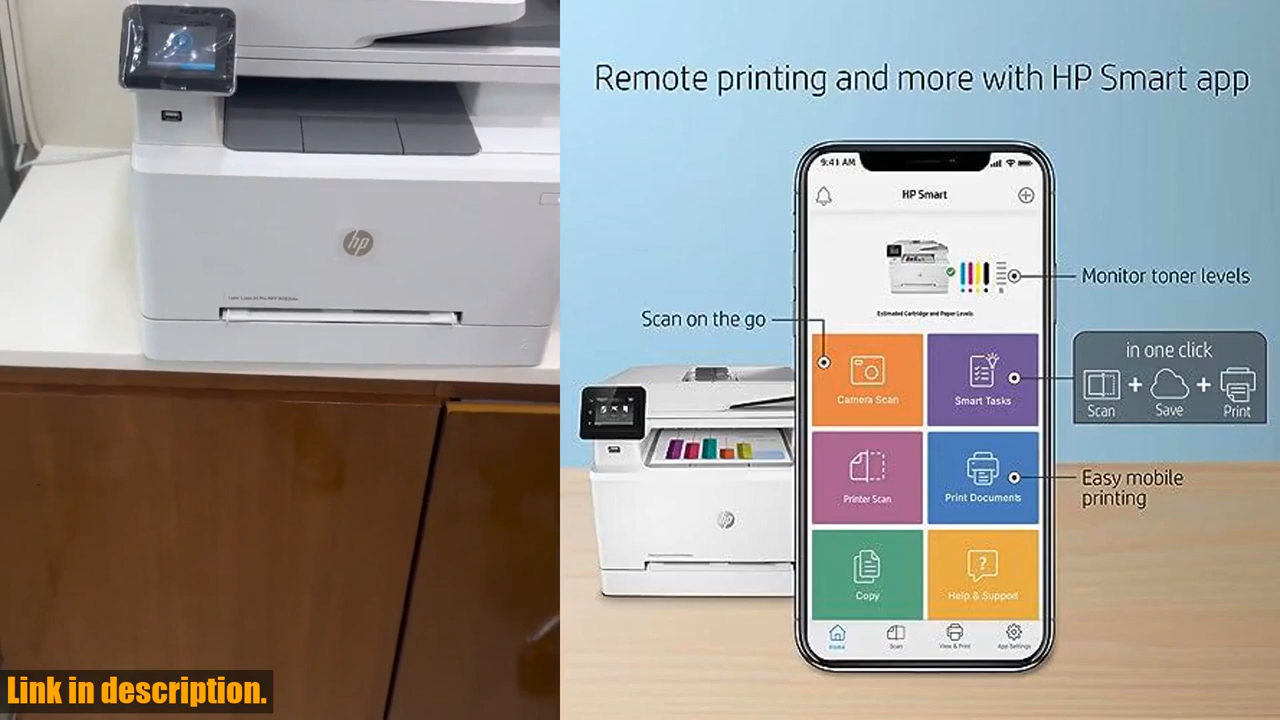 Remote printing and more with HP Smart app
9:41 AM
HP Smart
hp
Monitor toner levels
Estimated Cartridge and Paper Levels
Scan on the go
in one click
Scan + Save + Print
Camera Scan
Smart Tasks
Printer Scan
Print Documents
Easy mobile
printing
hp
Copy
? Help & Support
Home
Scan
View & Print
App Settings
Link in description.